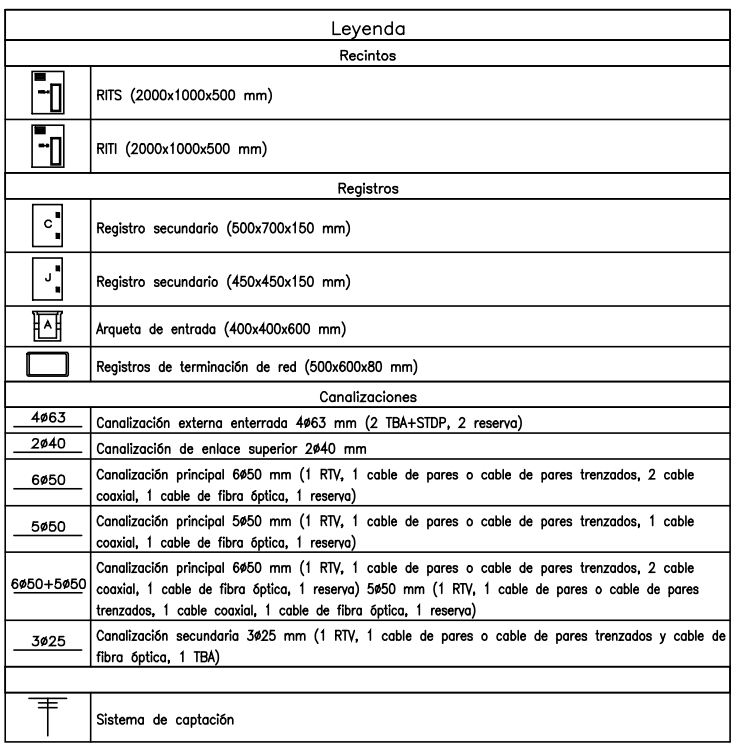 Leyenda
Recintos
RITS (2000x1000x500 mm)
RITI (2000x1000x500 mm)
Registros
C
Registro secundario (500x700x150 mm)
J
Registro secundario (450x450x150 mm)
A
Arqueta de entrada (400x400x600 mm)
Registros de terminación de red (500x600x80 mm)
Canalizaciones
4ø63
Canalización externa enterrada 4ø63 mm (2 TBA+STDP, 2 reserva)
2ø40
Canalización de enlace superior 2ø40 mm
6ø50
Canalización principal 6ø50 mm (1 RTV, 1 cable de pares o cable de pares trenzados, 2 cable
coaxial, 1 cable de fibra óptica, 1 reserva)
5ø50
Canalización principal 5ø50 mm (1 RTV, 1 cable de pares o cable de pares trenzados, 1 cable
coaxial, 1 cable de fibra óptica, 1 reserva)
6ø50+5ø50
Canalización principal 6ø50 mm (1 RTV, 1 cable de pares o cable de pares trenzados, 2 cable
coaxial, 1 cable de fibra óptica, 1 reserva) 5ø50 mm (1 RTV, 1 cable de pares o cable de pares
trenzados, 1 cable coaxial, 1 cable de fibra óptica, 1 reserva)
3ø25
Canalización secundaria 3ø25 mm (1 RTV, 1 cable de pares o cable de pares trenzados y cable de
fibra óptica, 1 TBA)
Sistema de captación